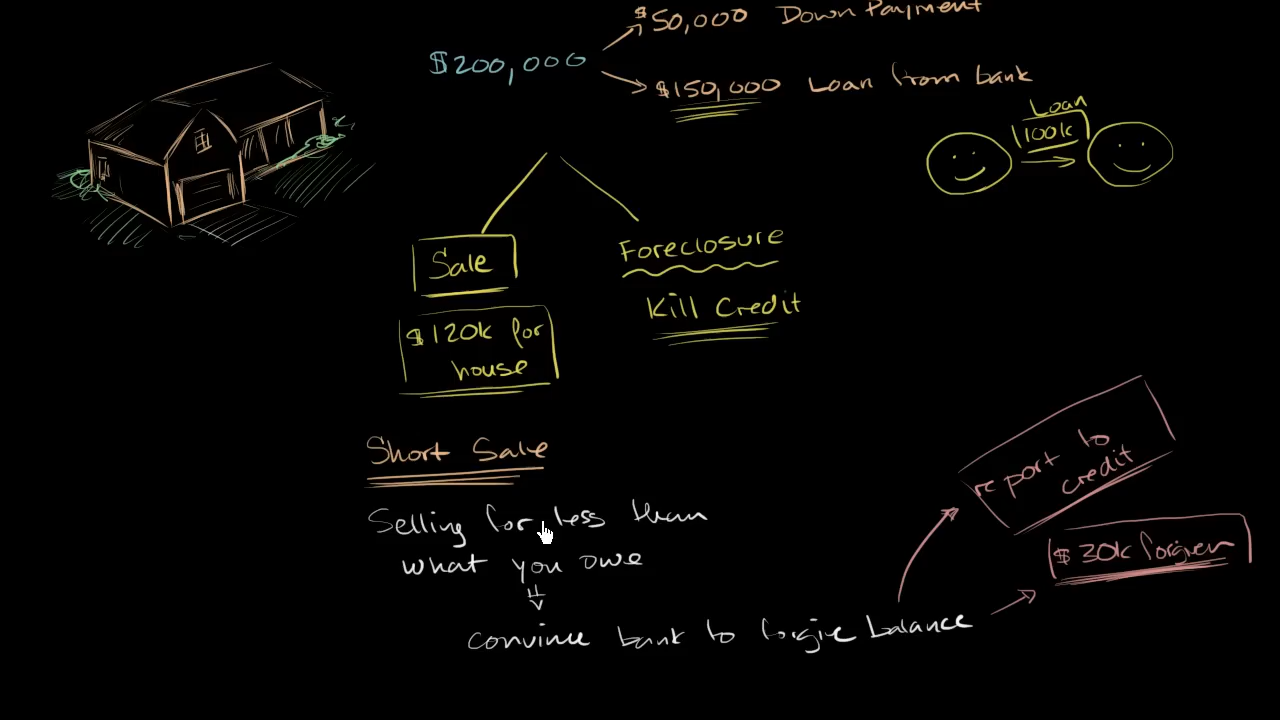 $50,000 Down Payment
$200,000
$150,000 Loan from bank
Loan
100k
Sale
Foreclosure
Kill Credit
$120k for
house
Short Sale
Selling for less than
what you owe
convince bank to forgive balance
report to
credit
$30k forgiven